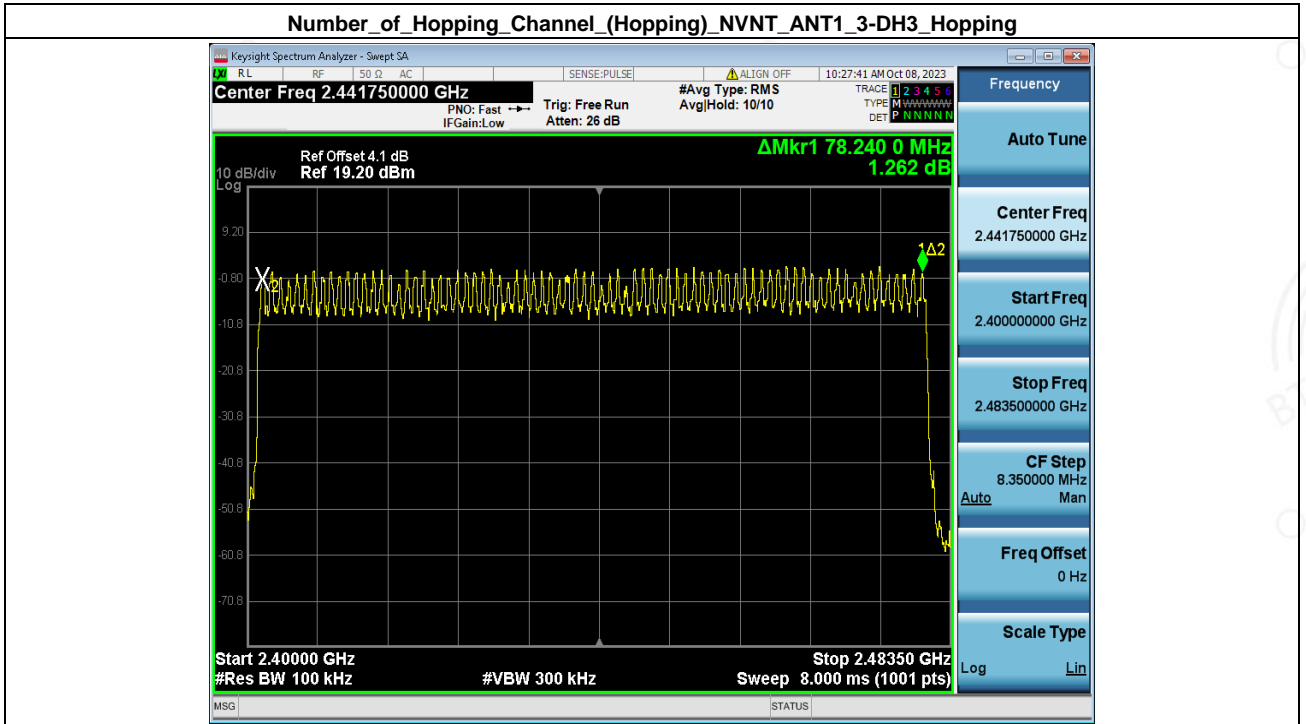 Number_of_Hopping_Channel_(Hopping)_NVNT_ANT1_3-DH3_Hopping
Keysight Spectrum Analyzer - Swept SA
LXI RL RF 50 Ω AC SENSE:PULSE ALIGN OFF 10:27:41 AM Oct 08, 2023
Center Freq 2.441750000 GHz
PNO: Fast
IFGain:Low
Trig: Free Run
Atten: 26 dB
#Avg Type: RMS
Avg|Hold: 10/10
TRACE 1 2 3 4 5 6
TYPE M WWWWW
DET P N N N N N
ΔMkr1 78.240 0 MHz
1.262 dB
Ref Offset 4.1 dB
10 dB/div Ref 19.20 dBm
Log
9.20
1Δ2
-0.80
X2
-10.8
-20.8
-30.8
-40.8
-50.8
-60.8
-70.8
Start 2.40000 GHz Stop 2.48350 GHz
#Res BW 100 kHz #VBW 300 kHz Sweep 8.000 ms (1001 pts)
MSG STATUS
Frequency
Auto Tune
Center Freq
2.441750000 GHz
Start Freq
2.400000000 GHz
Stop Freq
2.483500000 GHz
CF Step
8.350000 MHz
Auto Man
Freq Offset
0 Hz
Scale Type
Log Lin